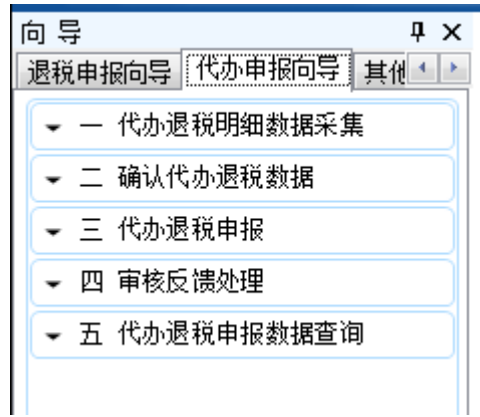 向导
退税申报向导 代办申报向导 其他
一 代办退税明细数据采集
二 确认代办退税数据
三 代办退税申报
四 审核反馈处理
五 代办退税申报数据查询